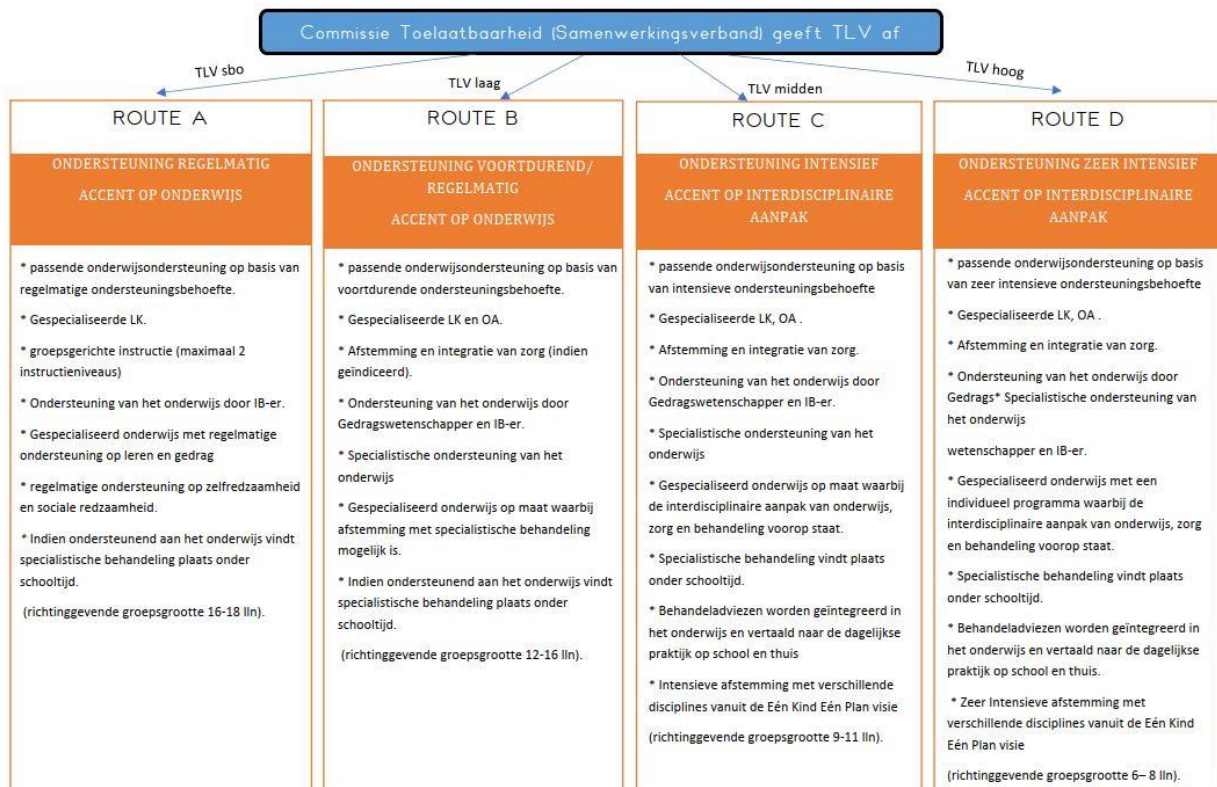 Commissie Toelaatbaarheid (Samenwerkingsverband) geeft TLV af
TLV sbo
TLV laag
TLV midden
TLV hoog
ROUTE A
ONDERSTEUNING REGELMATIG
ACCENT OP ONDERWIJS
* passende onderwijsondersteuning op basis van
regelmatige ondersteuningsbehoefte.
* Gespecialiseerde LK.
* groepsgerichte instructie (maximaal 2
instructieniveaus)
* Ondersteuning van het onderwijs door IB-er.
* Gespecialiseerd onderwijs met regelmatige
ondersteuning op leren en gedrag
* regelmatige ondersteuning op zelfredzaamheid
en sociale redzaamheid.
* Indien ondersteunend aan het onderwijs vindt
specialistische behandeling plaats onder
schooltijd.
(richtinggevende groepsgrootte 16-18 lln).
ROUTE B
ONDERSTEUNING VOORTDUREND/
REGELMATIG
ACCENT OP ONDERWIJS
* passende onderwijsondersteuning op basis van
voortdurende ondersteuningsbehoefte.
* Gespecialiseerde LK en OA.
* Afstemming en integratie van zorg (indien
geïndiceerd).
* Ondersteuning van het onderwijs door
Gedragswetenschapper en IB-er.
* Specialistische ondersteuning van het
onderwijs
* Gespecialiseerd onderwijs op maat waarbij
afstemming met specialistische behandeling
mogelijk is.
* Indien ondersteunend aan het onderwijs vindt
specialistische behandeling plaats onder
schooltijd.
(richtinggevende groepsgrootte 12-16 lln).
ROUTE C
ONDERSTEUNING INTENSIEF
ACCENT OP INTERDISCIPLINAIRE
AANPAK
* passende onderwijsondersteuning op basis
van intensieve ondersteuningsbehoefte
* Gespecialiseerde LK, OA .
* Afstemming en integratie van zorg.
* Ondersteuning van het onderwijs door
Gedragswetenschapper en IB-er.
* Specialistische ondersteuning van het
onderwijs
* Gespecialiseerd onderwijs op maat waarbij
de interdisciplinaire aanpak van onderwijs,
zorg en behandeling voorop staat.
* Specialistische behandeling vindt plaats
onder schooltijd.
* Behandeladviezen worden geïntegreerd in
het onderwijs en vertaald naar de dagelijkse
praktijk op school en thuis
* Intensieve afstemming met verschillende
disciplines vanuit de Eén Kind Eén Plan visie
(richtinggevende groepsgrootte 9-11 lln).
ROUTE D
ONDERSTEUNING ZEER INTENSIEF
ACCENT OP INTERDISCIPLINAIRE
AANPAK
* passende onderwijsondersteuning op basis
van zeer intensieve ondersteuningsbehoefte
* Gespecialiseerde LK, OA .
* Afstemming en integratie van zorg.
* Ondersteuning van het onderwijs door
Gedrags* Specialistische ondersteuning van
het onderwijs
wetenschapper en IB-er.
* Gespecialiseerd onderwijs met een
individueel programma waarbij de
interdisciplinaire aanpak van onderwijs, zorg
en behandeling voorop staat.
* Specialistische behandeling vindt plaats
onder schooltijd.
* Behandeladviezen worden geïntegreerd in
het onderwijs en vertaald naar de dagelijkse
praktijk op school en thuis.
* Zeer Intensieve afstemming met
verschillende disciplines vanuit de Eén Kind
Eén Plan visie
(richtinggevende groepsgrootte 6– 8 lln).